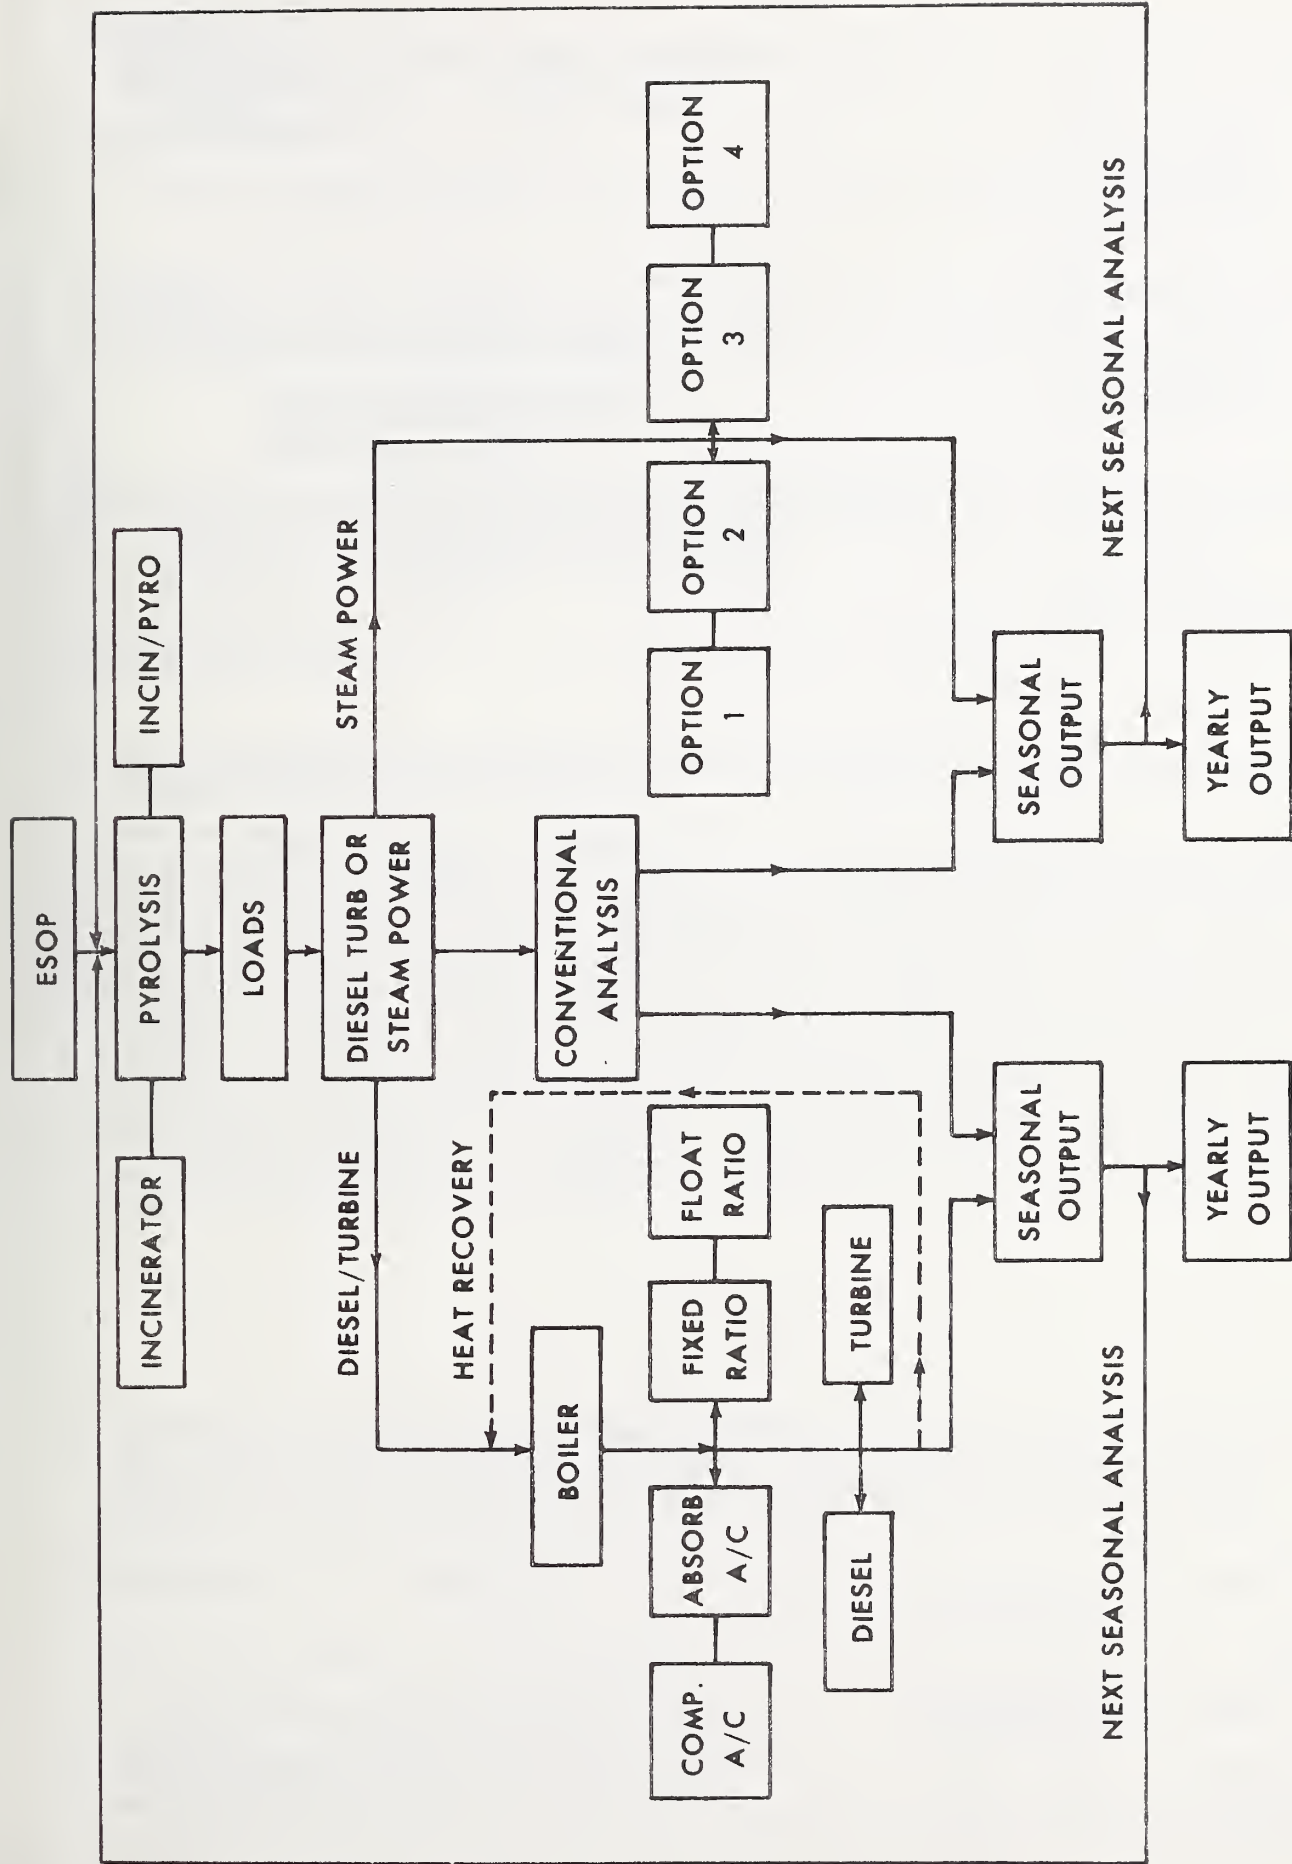 ESOP
INCINERATOR
PYROLYSIS
INCIN/PYRO
LOADS
DIESEL TURB OR
STEAM POWER
DIESEL/TURBINE
STEAM POWER
HEAT RECOVERY
BOILER
CONVENTIONAL
ANALYSIS
COMP.
A/C
ABSORB
A/C
FIXED
RATIO
FLOAT
RATIO
OPTION
1
OPTION
2
OPTION
3
OPTION
4
DIESEL
TURBINE
SEASONAL
OUTPUT
SEASONAL
OUTPUT
NEXT SEASONAL ANALYSIS
NEXT SEASONAL ANALYSIS
YEARLY
OUTPUT
YEARLY
OUTPUT